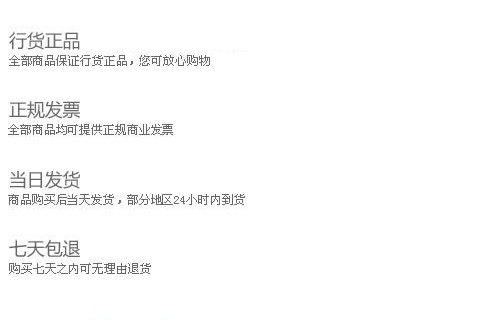 行货正品
全部商品保证行货正品，您可放心购物
正规发票
全部商品均可提供正规商业发票
当日发货
商品购买后当天发货，部分地区24小时内到货
七天包退
购买七天之内可无理由退货